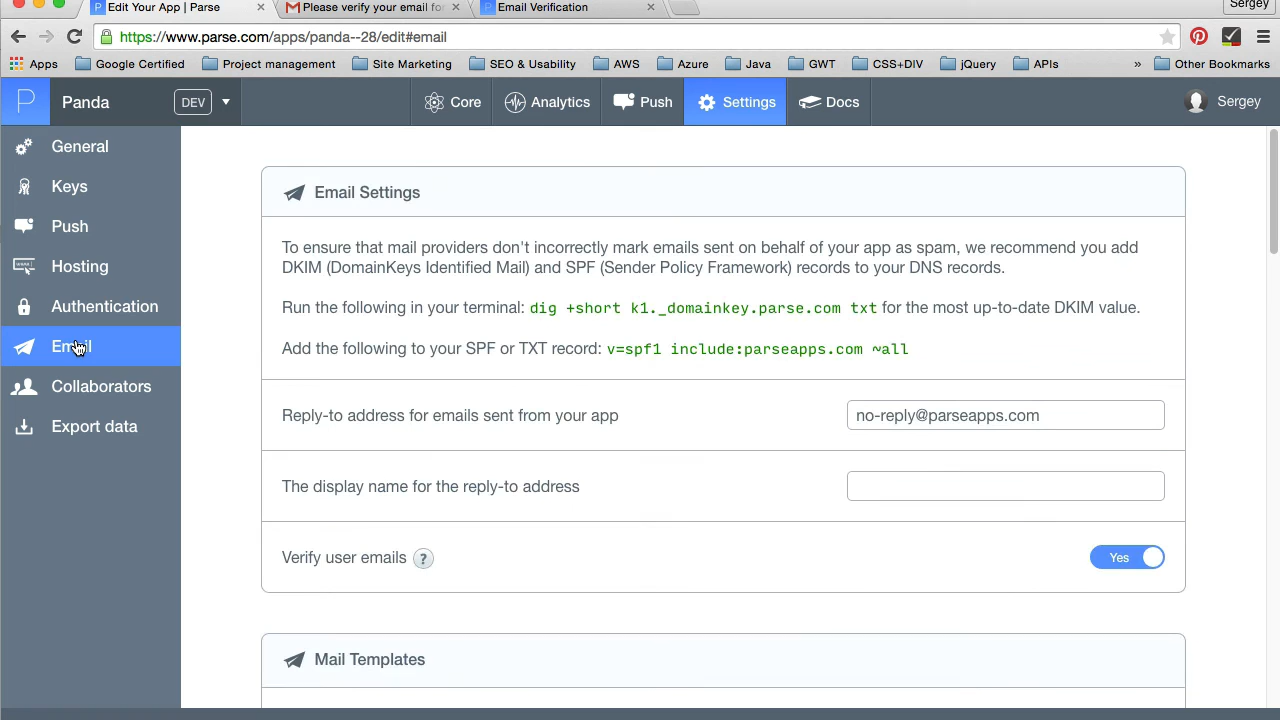 Edit Your App | Parse
Please verify your email for
Email Verification
Sergey
https://www.parse.com/apps/panda--28/edit#email
Apps
Google Certified
Project management
Site Marketing
SEO & Usability
AWS
Azure
Java
GWT
CSS+DIV
jQuery
APIs
»
Other Bookmarks
P
Panda
DEV
Core
Analytics
Push
Settings
Docs
Sergey
General
Keys
Push
Hosting
Authentication
Email
Collaborators
Export data
Email Settings
To ensure that mail providers don't incorrectly mark emails sent on behalf of your app as spam, we recommend you add
DKIM (DomainKeys Identified Mail) and SPF (Sender Policy Framework) records to your DNS records.
Run the following in your terminal: dig +short k1._domainkey.parse.com txt for the most up-to-date DKIM value.
Add the following to your SPF or TXT record: v=spf1 include:parseapps.com ~all
Reply-to address for emails sent from your app
no-reply@parseapps.com
The display name for the reply-to address
Verify user emails ?
Yes
Mail Templates